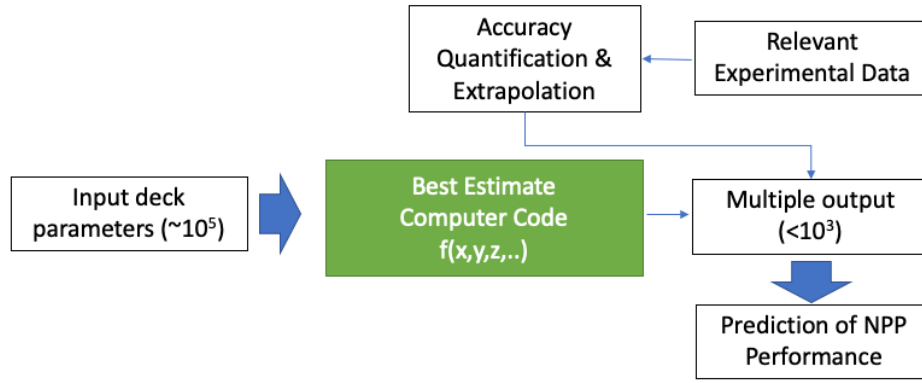 Accuracy
Quantification &
Extrapolation
Relevant
Experimental Data
Input deck
parameters (~10⁵)
Best Estimate
Computer Code
f(x,y,z,..)
Multiple output
(<10³)
Prediction of NPP
Performance